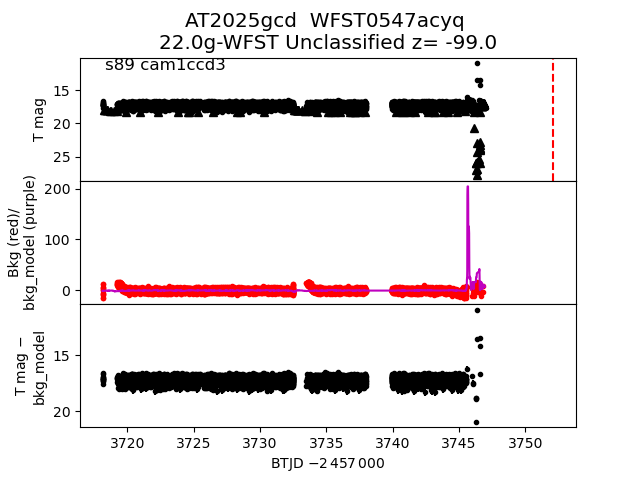 AT2025gcd  WFST0547acyq
22.0g-WFST Unclassified z= -99.0
s89 cam1ccd3
15
20
25
T mag
200
100
0
Bkg (red)/
bkg_model (purple)
15
20
T mag −
bkg_model
3720 3725 3730 3735 3740 3745 3750
BTJD −2 457 000